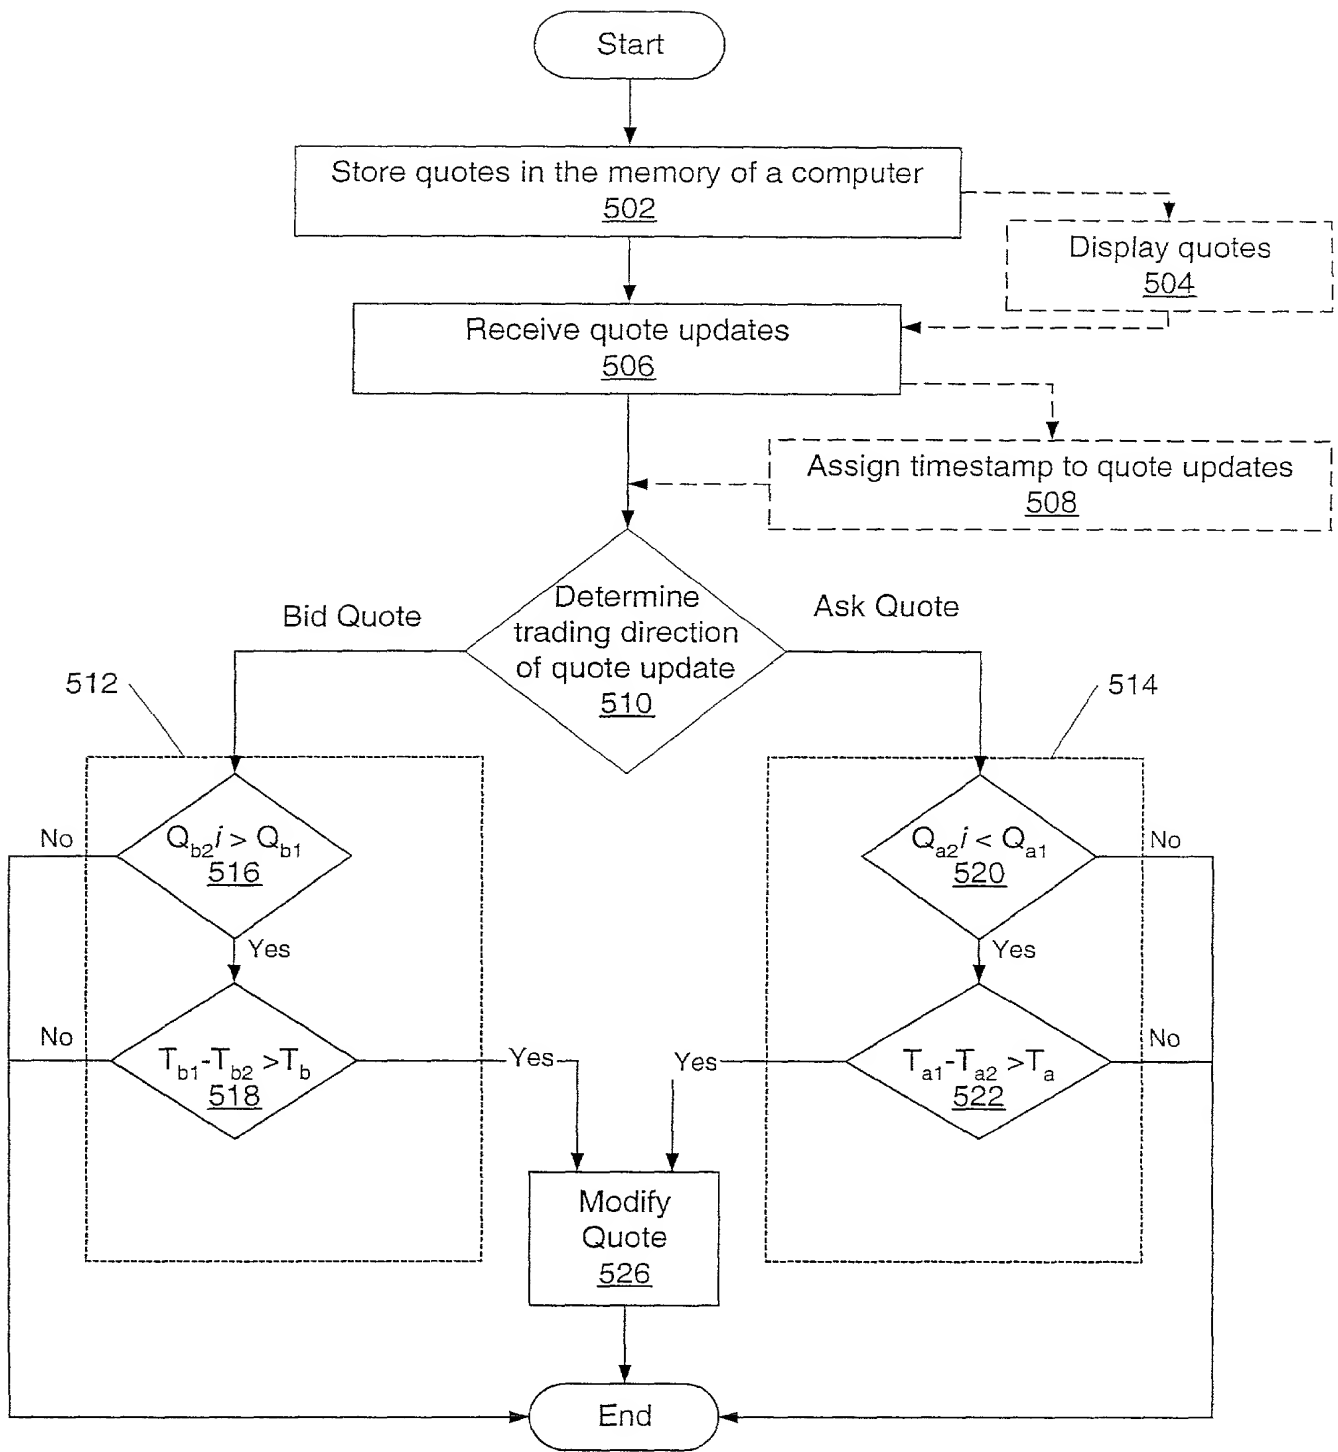 Start
Store quotes in the memory of a computer
502
Display quotes
504
Receive quote updates
506
Assign timestamp to quote updates
508
Bid Quote
Determine
trading direction
of quote update
510
Ask Quote
512
514
No
Qb2i > Qb1
516
Yes
Qa2i < Qa1
520
No
Yes
No
Tb1-Tb2 >Tb
518
Yes
Yes
Ta1-Ta2 >Ta
522
No
Modify
Quote
526
End